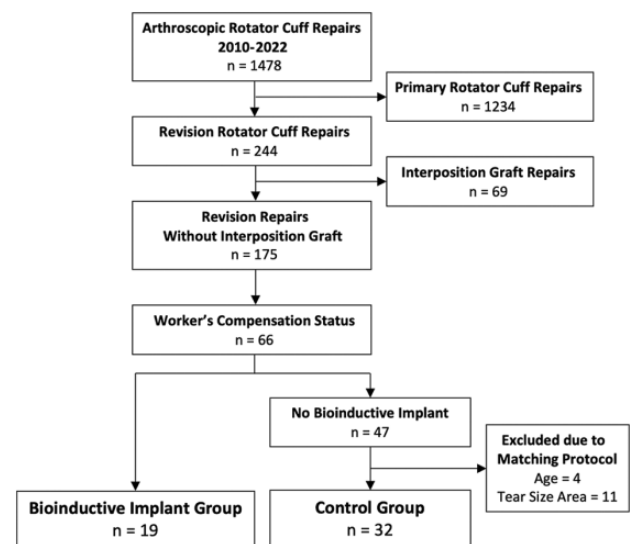 Arthroscopic Rotator Cuff Repairs
2010-2022
n = 1478
Primary Rotator Cuff Repairs
n = 1234
Revision Rotator Cuff Repairs
n = 244
Interposition Graft Repairs
n = 69
Revision Repairs
Without Interposition Graft
n = 175
Worker's Compensation Status
n = 66
No Bioinductive Implant
n = 47
Excluded due to
Matching Protocol
Age = 4
Tear Size Area = 11
Bioinductive Implant Group
n = 19
Control Group
n = 32